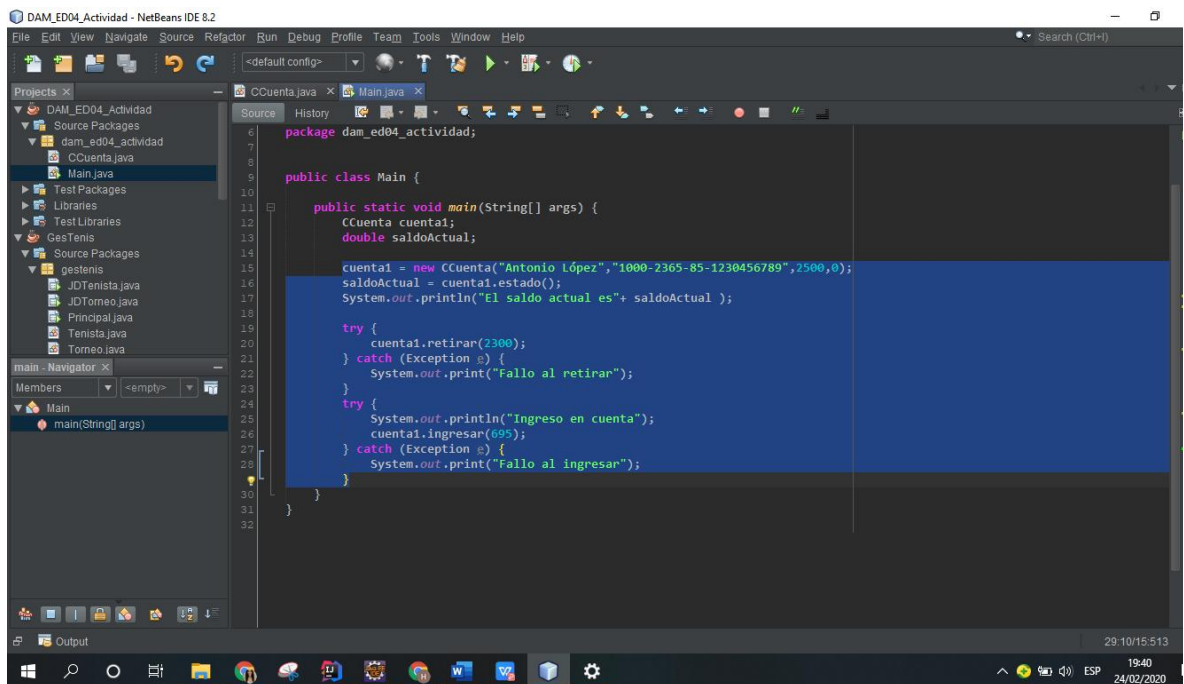 DAM_ED04_Actividad - NetBeans IDE 8.2
File Edit View Navigate Source Refactor Run Debug Profile Team Tools Window Help
Search (Ctrl+I)
<default config>
Projects
CCuenta.java
Main.java
DAM_ED04_Actividad
Source Packages
dam_ed04_actividad
CCuenta.java
Main.java
Test Packages
Libraries
Test Libraries
GesTenis
Source Packages
gestenis
JDTenista.java
JDTorneo.java
Principal.java
Tenista.java
Torneo.java
main - Navigator
Members
<empty>
Main
main(String[] args)
Source History
6 package dam_ed04_actividad;
7
8
9 public class Main {
10
11 public static void main(String[] args) {
12 CCuenta cuenta1;
13 double saldoActual;
14
15 cuenta1 = new CCuenta("Antonio López","1000-2365-85-1230456789",2500,0);
16 saldoActual = cuenta1.estado();
17 System.out.println("El saldo actual es"+ saldoActual );
18
19 try {
20 cuenta1.retirar(2300);
21 } catch (Exception e) {
22 System.out.print("Fallo al retirar");
23 }
24 try {
25 System.out.println("Ingreso en cuenta");
26 cuenta1.ingresar(695);
27 } catch (Exception e) {
28 System.out.print("Fallo al ingresar");
}
30 }
31 }
32
Output
29:10/15:513
ESP
19:40
24/02/2020